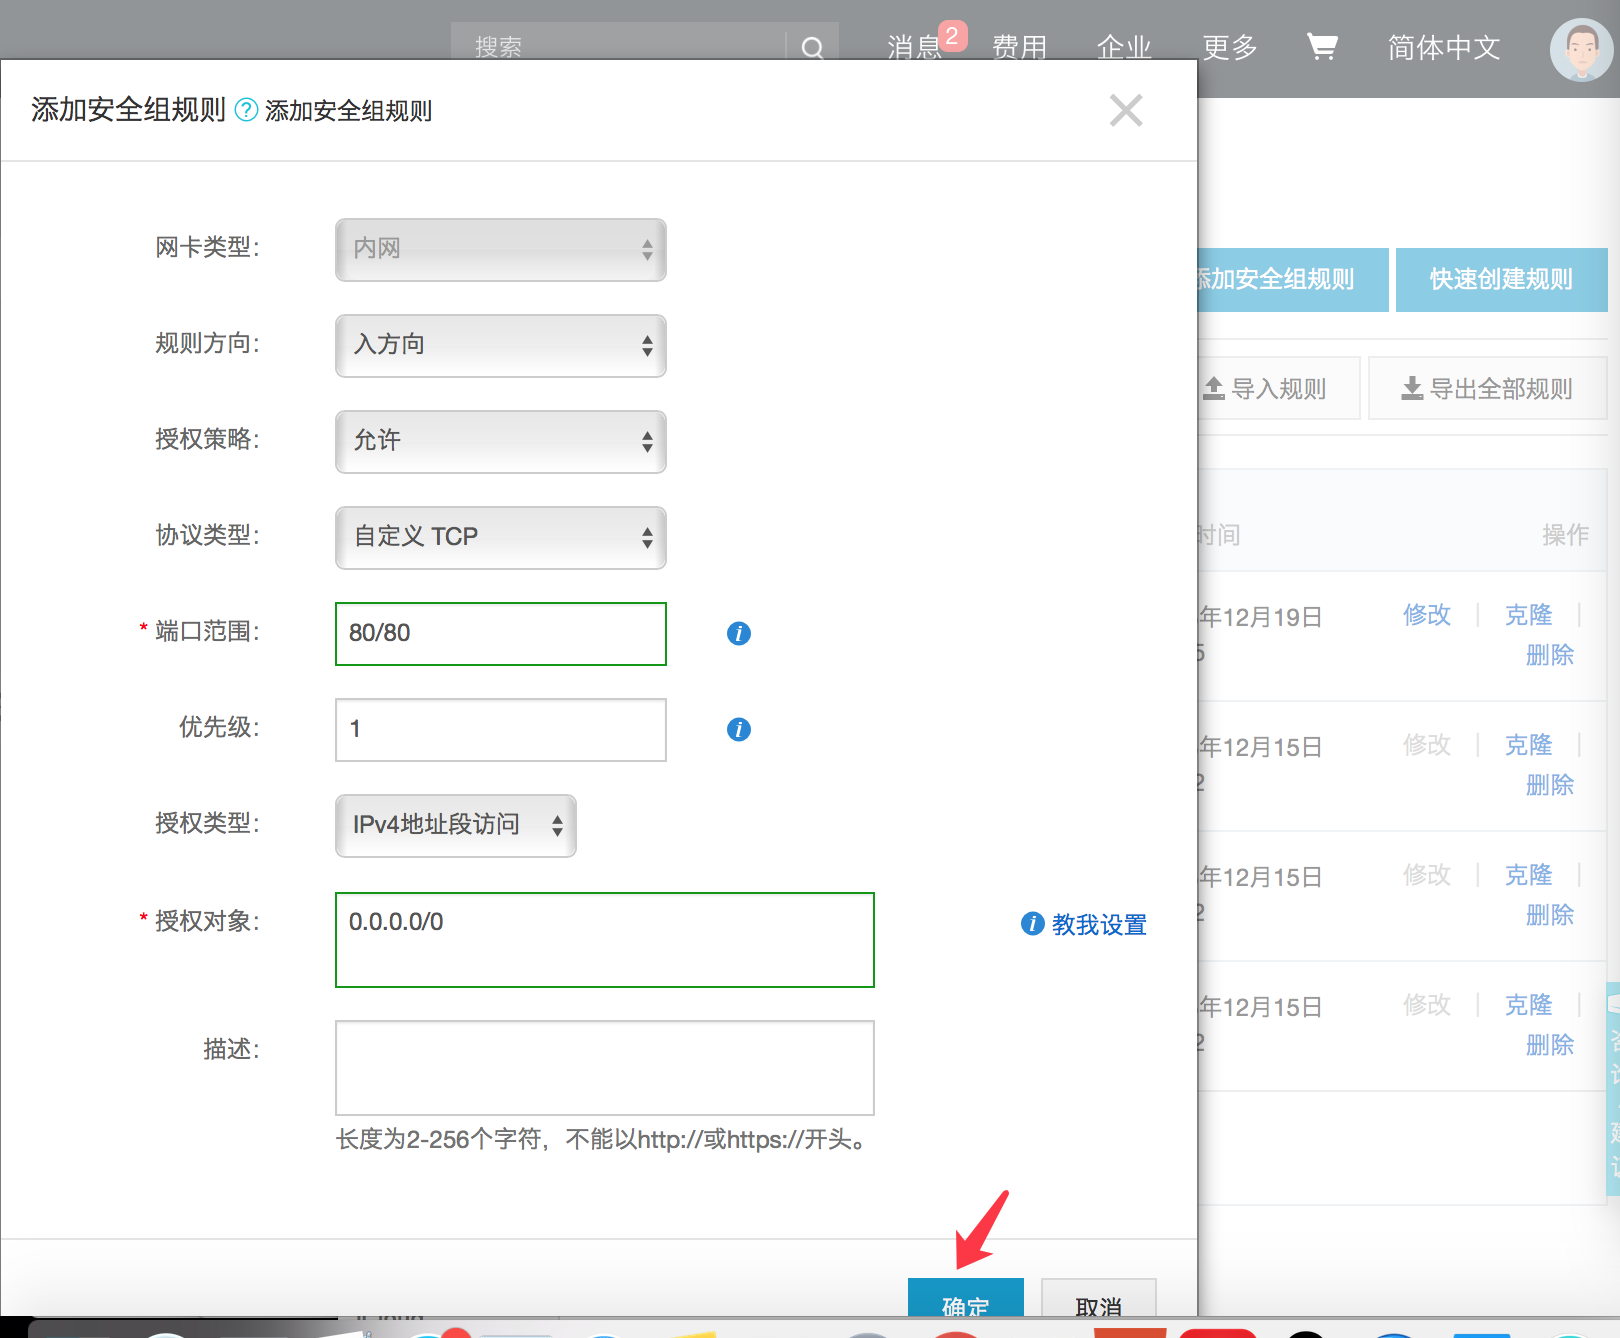 搜索
消息 2 费用 企业 更多 简体中文
添加安全组规则 ? 添加安全组规则
网卡类型: 内网
添加安全组规则 快速创建规则
规则方向: 入方向
导入规则 导出全部规则
授权策略: 允许
协议类型: 自定义 TCP
时间 操作
* 端口范围: 80/80
年12月19日 修改 | 克隆 |
5 删除
优先级: 1
年12月15日 修改 | 克隆 |
2 删除
授权类型: IPv4地址段访问
年12月15日 修改 | 克隆 |
2 删除
* 授权对象: 0.0.0.0/0
教我设置
年12月15日 修改 | 克隆 |
2 删除
描述:
长度为2-256个字符，不能以http://或https://开头。
确定 取消